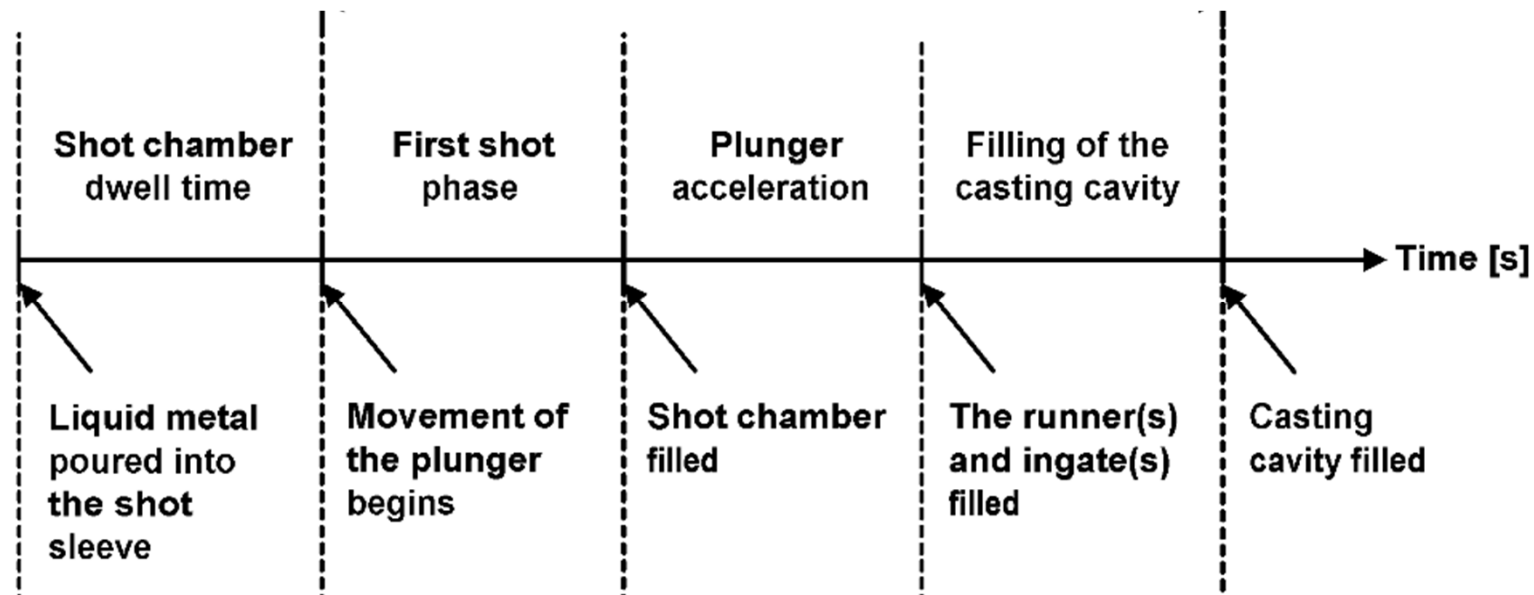 Shot chamber
dwell time
First shot
phase
Plunger
acceleration
Filling of the
casting cavity
Time [s]
Liquid metal
poured into
the shot
sleeve
Movement of
the plunger
begins
Shot chamber
filled
The runner(s)
and ingate(s)
filled
Casting
cavity filled